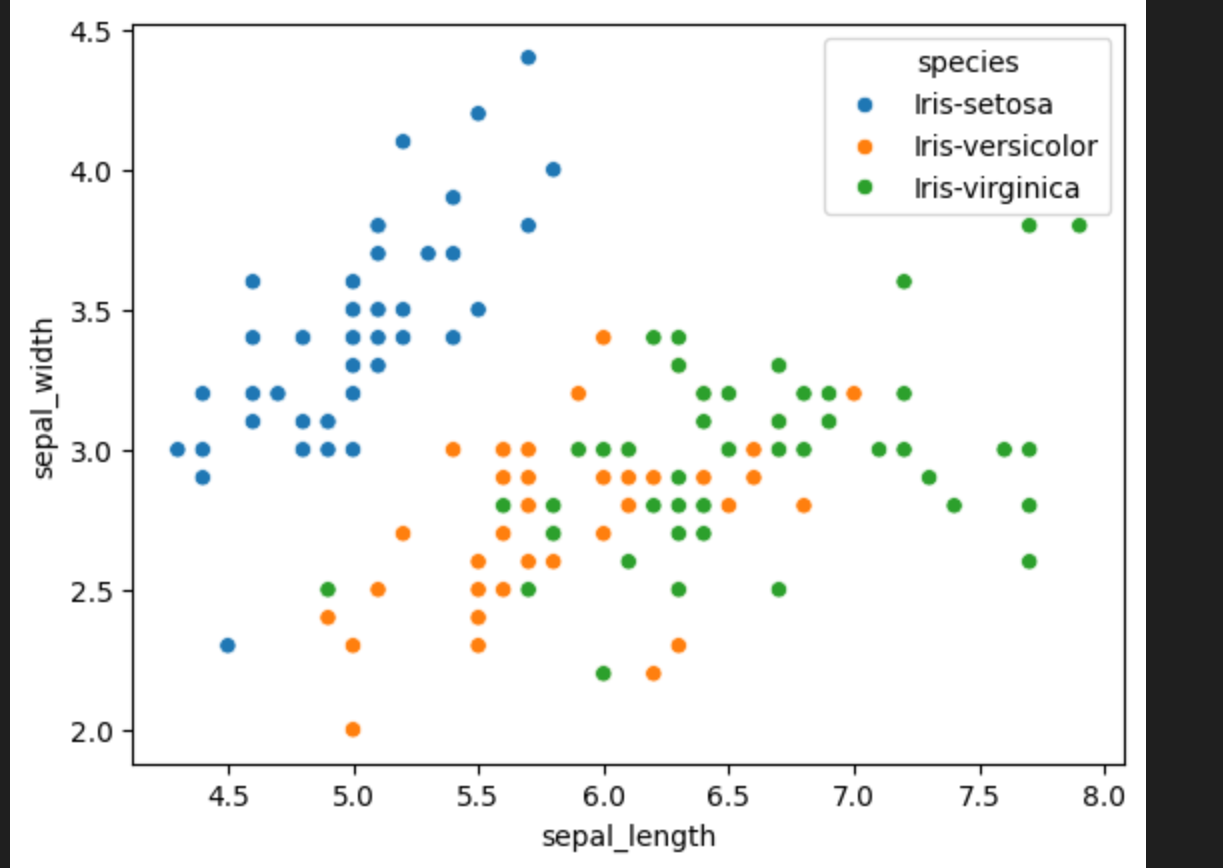 4.5
4.0
3.5
3.0
2.5
2.0
sepal_width
species
Iris-setosa
Iris-versicolor
Iris-virginica
4.5 5.0 5.5 6.0 6.5 7.0 7.5 8.0
sepal_length